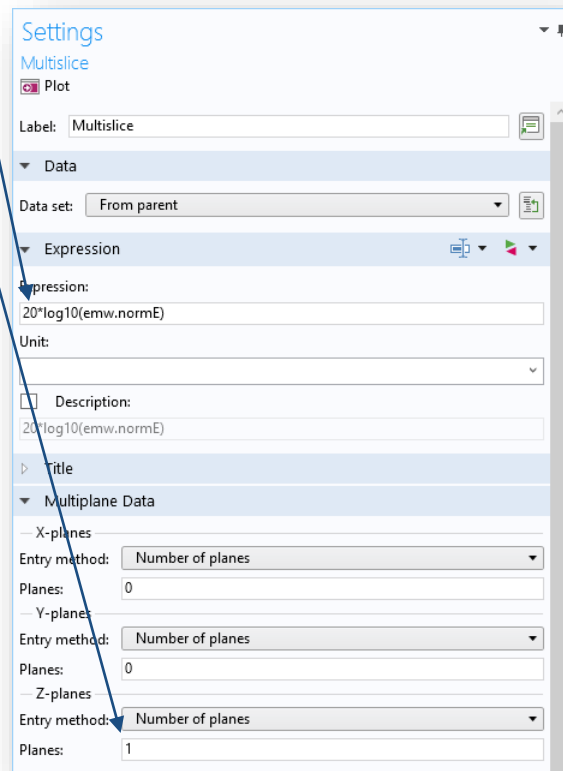 Settings
Multislice
Plot
Label: Multislice
Data
Data set: From parent
Expression
Expression:
20*log10(emw.normE)
Unit:
Description:
20*log10(emw.normE)
Title
Multiplane Data
X-planes
Entry method: Number of planes
Planes: 0
Y-planes
Entry method: Number of planes
Planes: 0
Z-planes
Entry method: Number of planes
Planes: 1